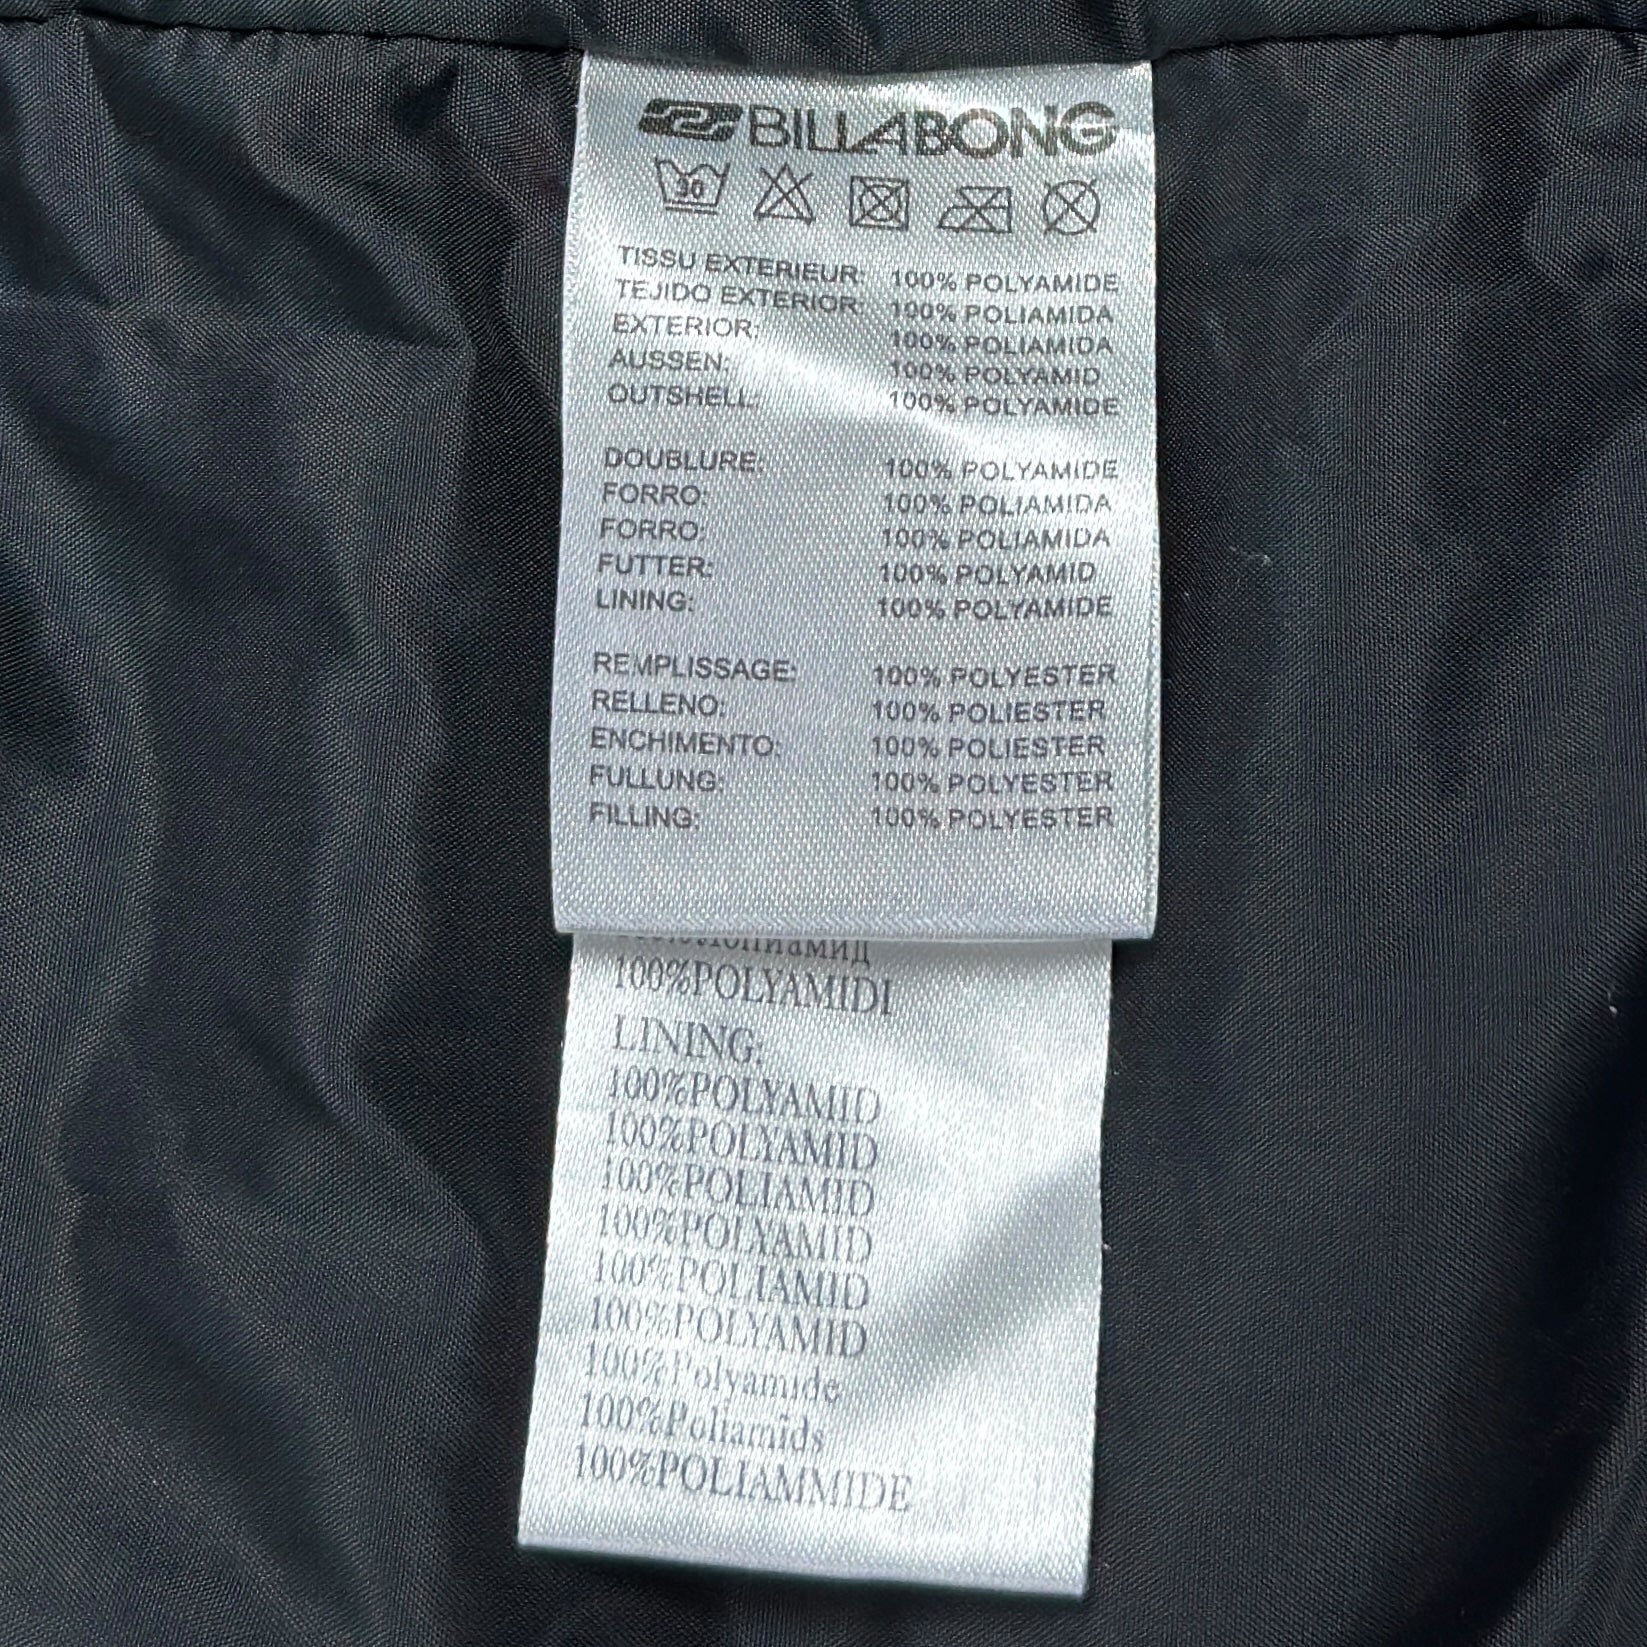 BILLABONG
30
TISSU EXTERIEUR: 100% POLYAMIDE
TEJIDO EXTERIOR: 100% POLIAMIDA
EXTERIOR: 100% POLIAMIDA
AUSSEN: 100% POLYAMID
OUTSHELL: 100% POLYAMIDE
DOUBLURE: 100% POLYAMIDE
FORRO: 100% POLIAMIDA
FORRO: 100% POLIAMIDA
FUTTER: 100% POLYAMID
LINING: 100% POLYAMIDE
REMPLISSAGE: 100% POLYESTER
RELLENO: 100% POLIESTER
ENCHIMENTO: 100% POLIESTER
FULLUNG: 100% POLYESTER
FILLING: 100% POLYESTER
100%POLYAMIDI
LINING:
100%POLYAMID
100%POLYAMID
100%POLIAMID
100%POLYAMID
100%POLIAMID
100%POLYAMID
100%Polyamide
100%Poliamids
100%POLIAMMIDE